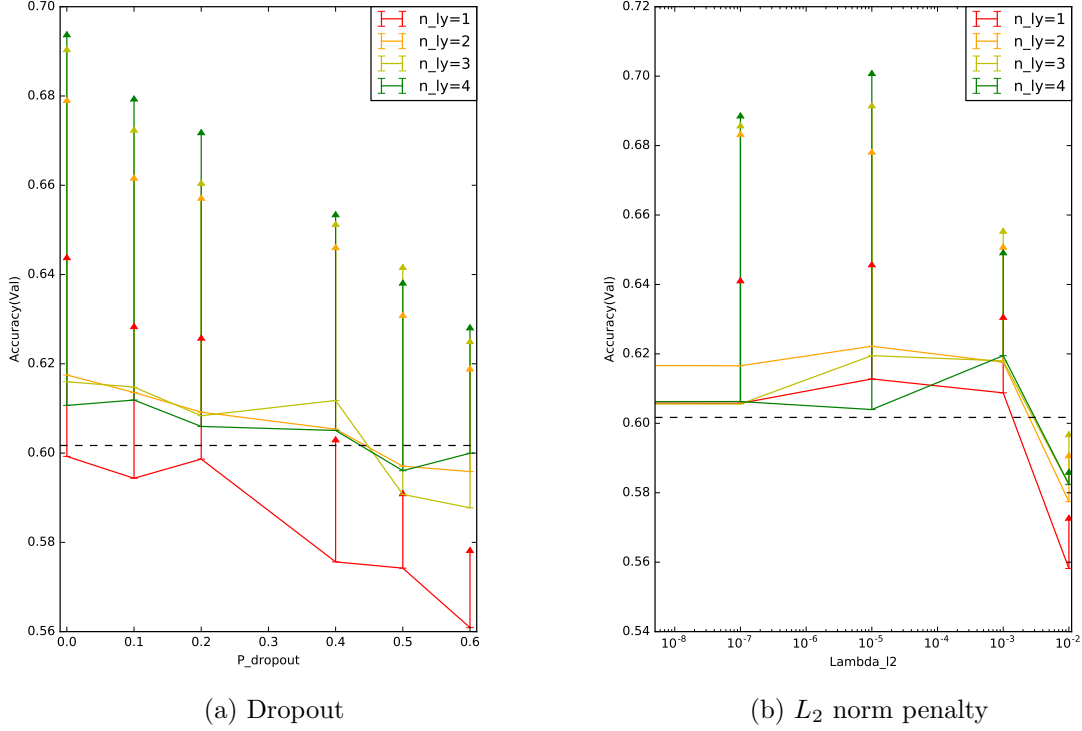 0.70
0.68
0.66
0.64
0.62
0.60
0.58
0.56
Accuracy(Val)
0.0 0.1 0.2 0.3 0.4 0.5 0.6
P_dropout
n_ly=1
n_ly=2
n_ly=3
n_ly=4
(a) Dropout
0.72
0.70
0.68
0.66
0.64
0.62
0.60
0.58
0.56
0.54
Accuracy(Val)
10⁻⁸ 10⁻⁷ 10⁻⁶ 10⁻⁵ 10⁻⁴ 10⁻³ 10⁻²
Lambda_l2
n_ly=1
n_ly=2
n_ly=3
n_ly=4
(b) L₂ norm penalty